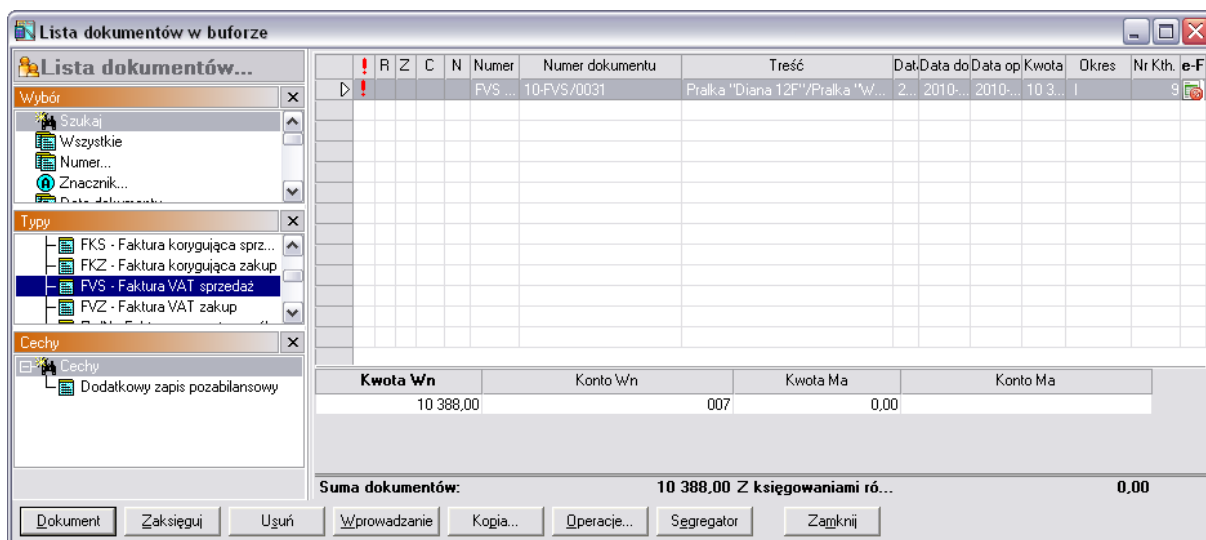 Lista dokumentów w buforze
Lista dokumentów...
Wybór
Szukaj
Wszystkie
Numer...
Znacznik...
Typy
FKS - Faktura korygująca sprz...
FKZ - Faktura korygująca zakup
FVS - Faktura VAT sprzedaż
FVZ - Faktura VAT zakup
Cechy
Cechy
Dodatkowy zapis pozabilansowy
! R Z C N Numer Numer dokumentu Treść Data do Data op Kwota Okres Nr Kth. e-F
! FVS ... 10-FVS/0031 Pralka "Diana 12F"/Pralka "W... 2... 2010-... 2010-... 10 3... I 9
Kwota Wn Konto Wn Kwota Ma Konto Ma
10 388,00 007 0,00
Suma dokumentów: 10 388,00 Z księgowaniami ró... 0,00
Dokument Zaksięguj Usuń Wprowadzanie Kopia... Operacje... Segregator Zamknij